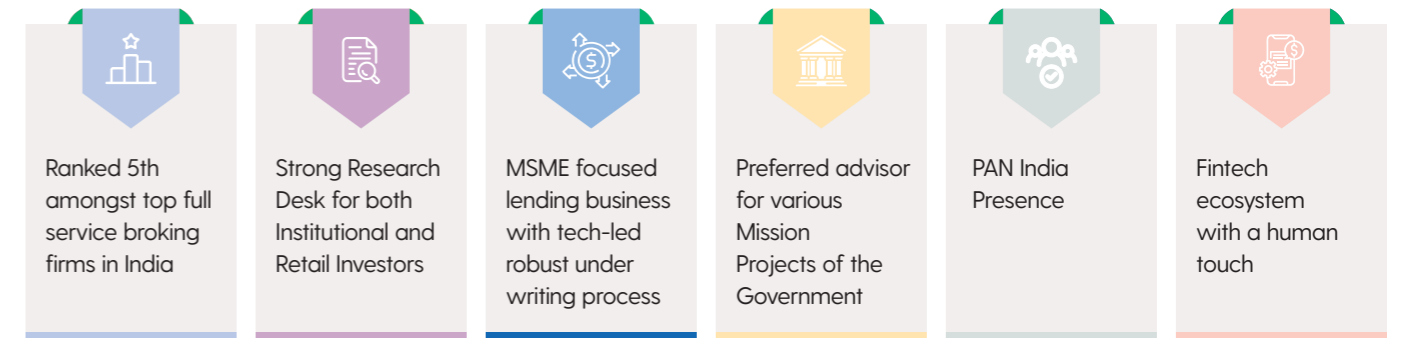 Ranked 5th
amongst top full
service broking
firms in India
Strong Research
Desk for both
Institutional and
Retail Investors
MSME focused
lending business
with tech-led
robust under
writing process
Preferred advisor
for various
Mission
Projects of the
Government
PAN India
Presence
Fintech
ecosystem
with a human
touch